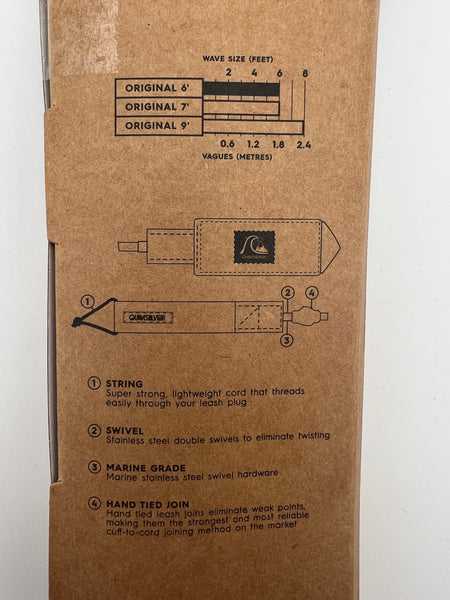 WAVE SIZE (FEET)
2 4 6 8
ORIGINAL 6'
ORIGINAL 7'
ORIGINAL 9'
0.6 1.2 1.8 2.4
VAGUES (METRES)
QUIKSILVER
1 QUIKSILVER 2 4
3
1 STRING
Super strong, lightweight cord that threads
easily through your leash plug
2 SWIVEL
Stainless steel double swivels to eliminate twisting
3 MARINE GRADE
Marine stainless steel swivel hardware
4 HAND TIED JOIN
Hand tied leash joins eliminate weak points,
making them the strongest and most reliable
cuff-to-cord joining method on the market